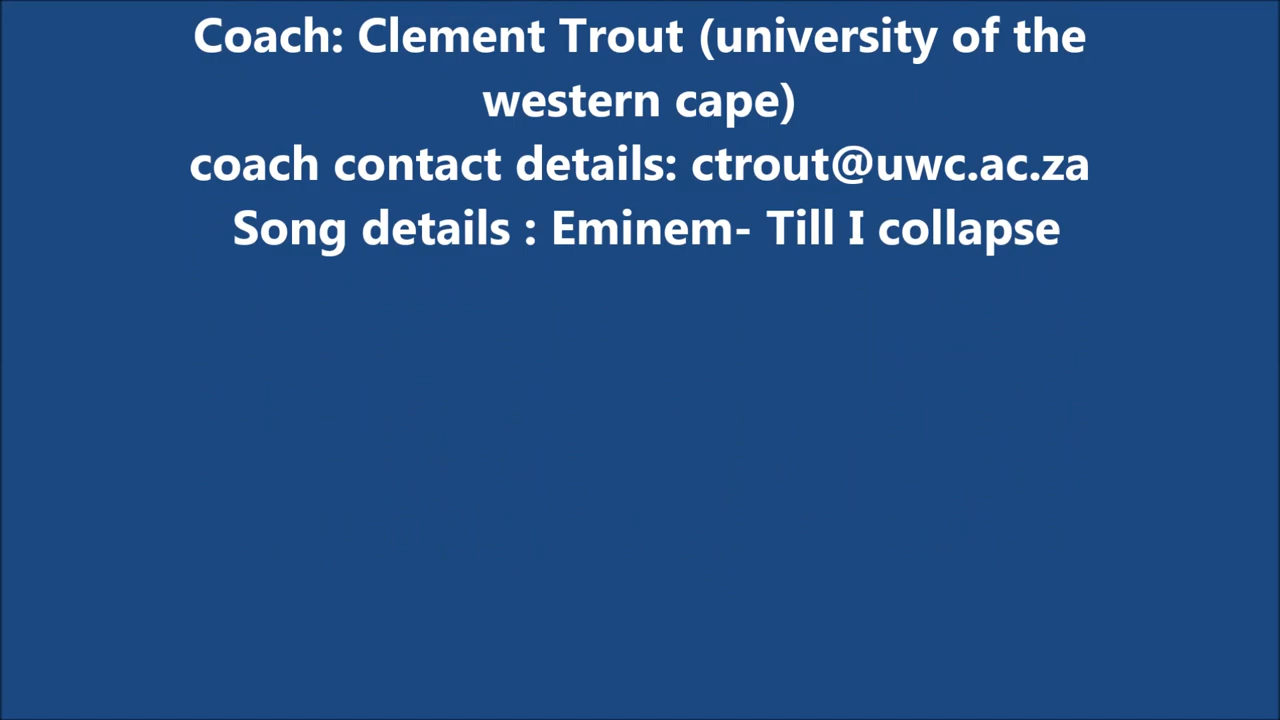 Coach: Clement Trout (university of the
western cape)
coach contact details: ctrout@uwc.ac.za
Song details : Eminem- Till I collapse